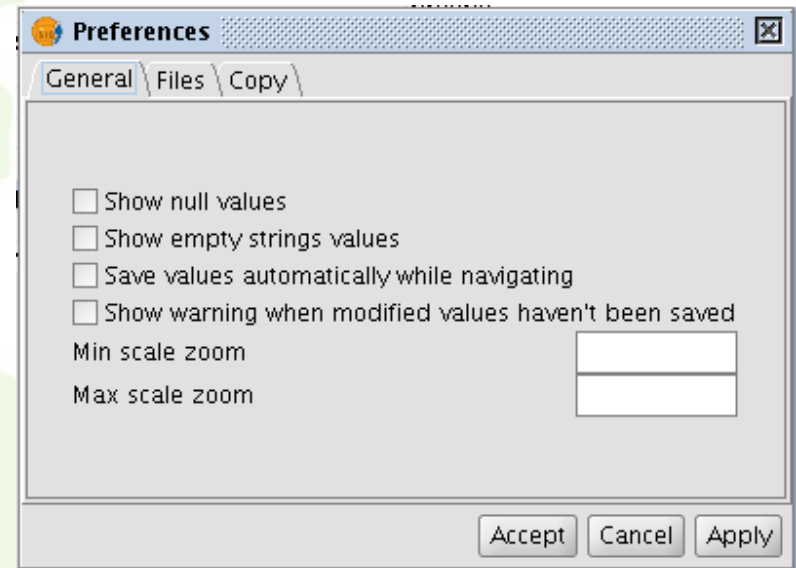 Preferences
General Files Copy
Show null values
Show empty strings values
Save values automatically while navigating
Show warning when modified values haven't been saved
Min scale zoom
Max scale zoom
Accept Cancel Apply